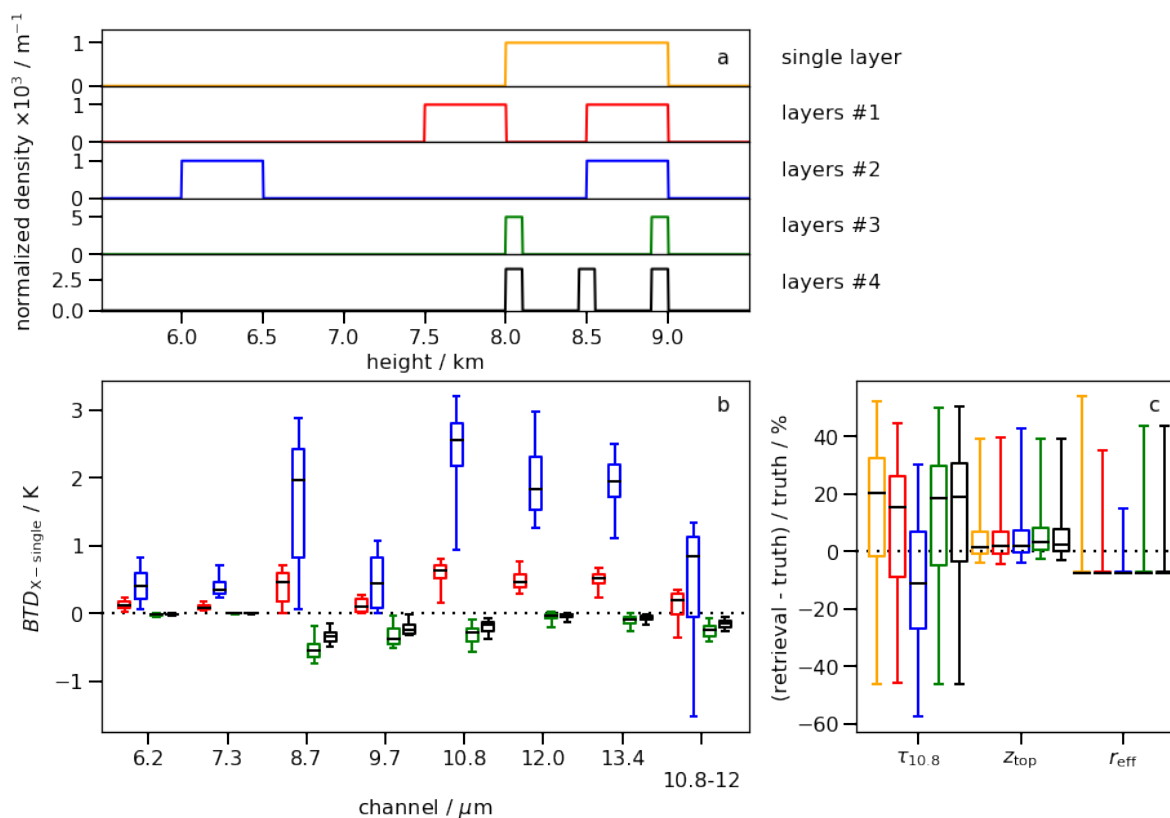 normalized density ×10³ / m⁻¹
a
1
0
single layer
1
0
layers #1
1
0
layers #2
5
0
layers #3
2.5
0.0
layers #4
6.0 6.5 7.0 7.5 8.0 8.5 9.0
height / km
b
BTD_X − single / K
3
2
1
0
−1
6.2 7.3 8.7 9.7 10.8 12.0 13.4
10.8-12
channel / μm
c
(retrieval - truth) / truth / %
40
20
0
−20
−40
−60
τ_10.8 z_top r_eff